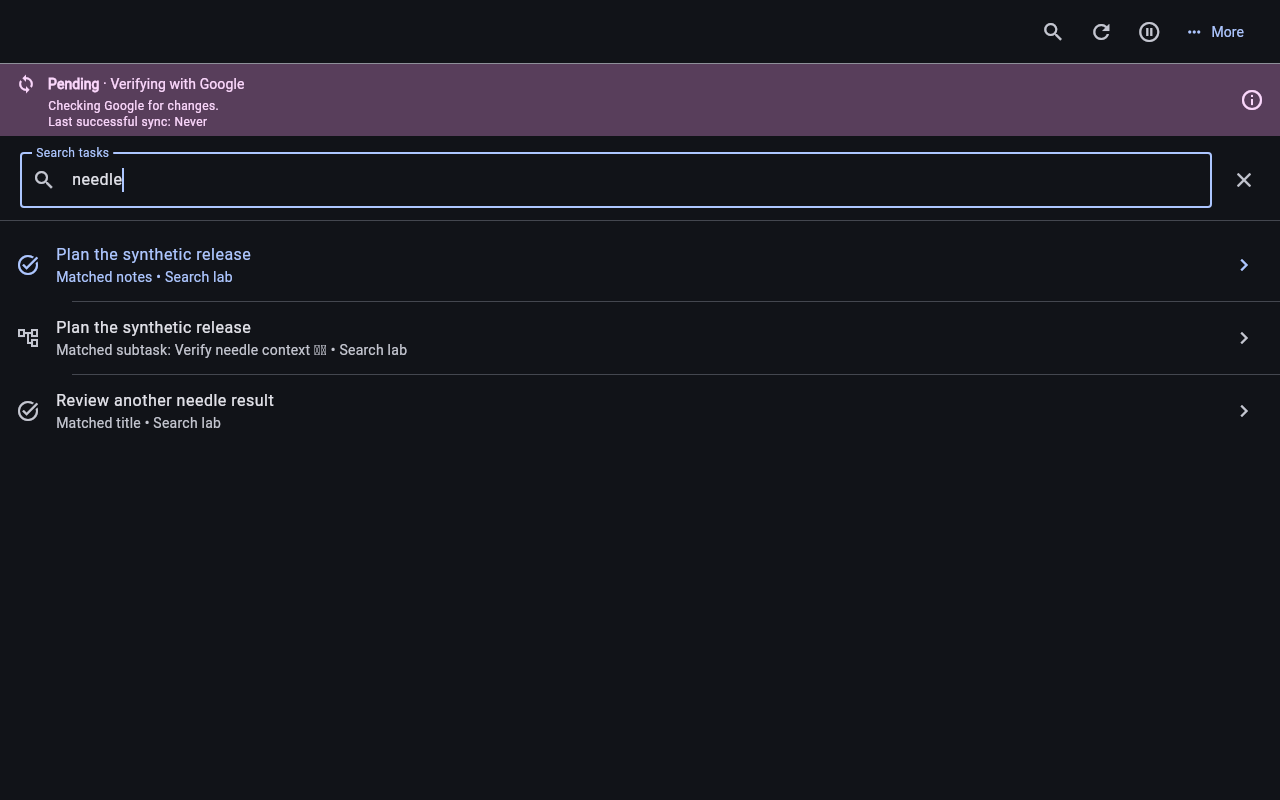 More
Pending · Verifying with Google
Checking Google for changes.
Last successful sync: Never
Search tasks
needle
Plan the synthetic release
Matched notes • Search lab
Plan the synthetic release
Matched subtask: Verify needle context • Search lab
Review another needle result
Matched title • Search lab